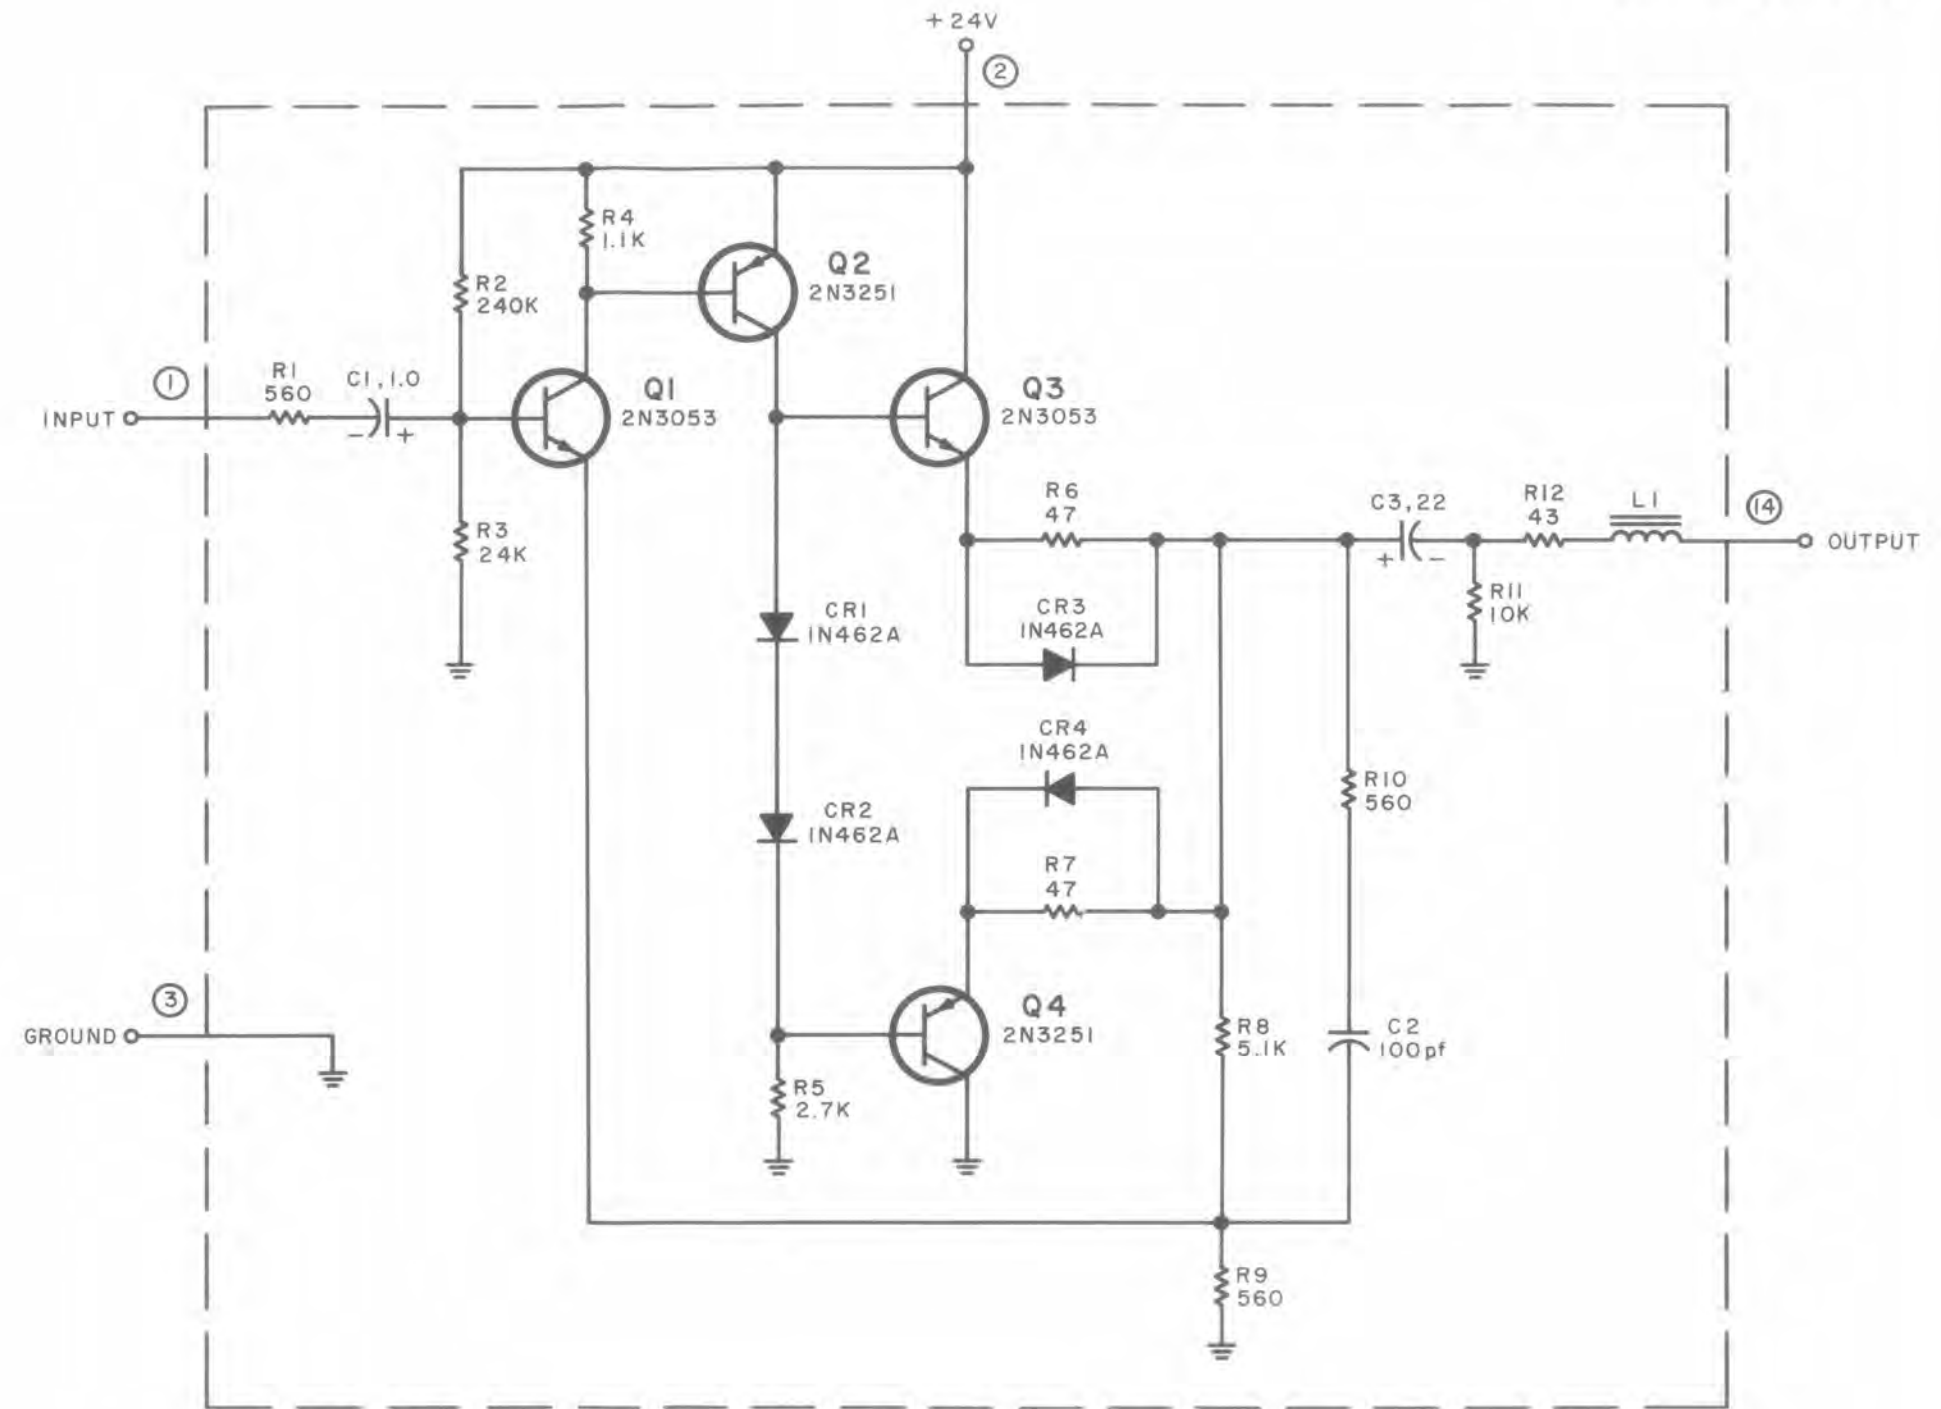 +24V
2
R4
1.1K
Q2
2N3251
R2
240K
1
R1
560
C1, 1.0
INPUT
- +
Q1
2N3053
Q3
2N3053
R3
24K
R6
47
C3, 22
+ -
R12
43
L1
14
OUTPUT
R11
10K
CR1
1N462A
CR3
1N462A
CR4
1N462A
CR2
1N462A
R10
560
R7
47
3
GROUND
Q4
2N3251
R8
5.1K
C2
100pf
R5
2.7K
R9
560